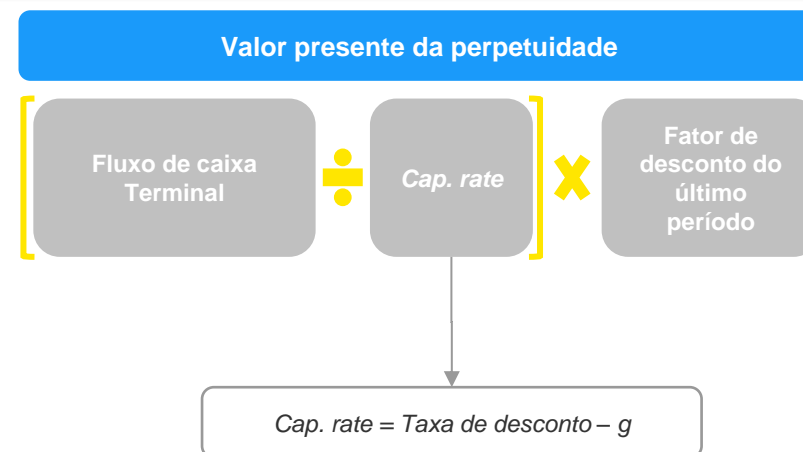 Valor presente da perpetuidade
Fluxo de caixa
Terminal
Cap. rate
Fator de
desconto do
último
período
Cap. rate = Taxa de desconto – g